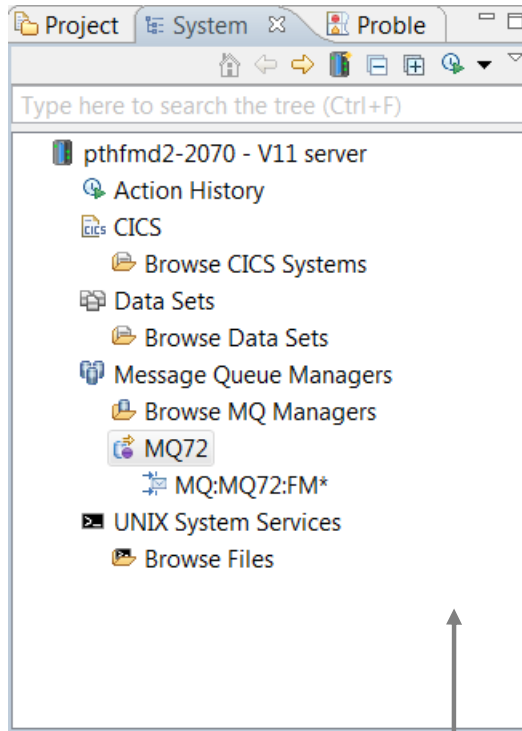 Project System Proble
Type here to search the tree (Ctrl+F)
pthfmd2-2070 - V11 server
Action History
CICS CICS
Browse CICS Systems
Data Sets
Browse Data Sets
Message Queue Managers
Browse MQ Managers
MQ72
MQ:MQ72:FM*
UNIX System Services
Browse Files